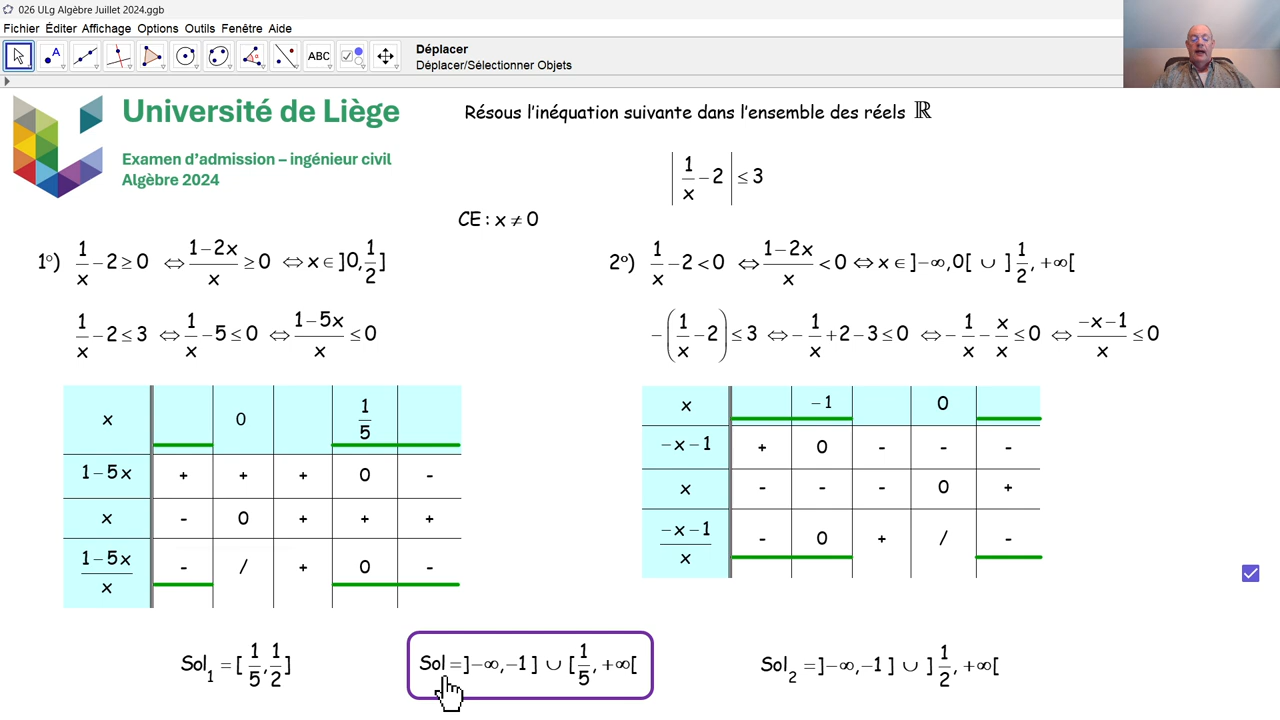 026 ULg Algèbre Juillet 2024.ggb
Fichier Éditer Affichage Options Outils Fenêtre Aide
A ABC
Déplacer
Déplacer/Sélectionner Objets
Université de Liège
Examen d’admission – ingénieur civil
Algèbre 2024
Résous l’inéquation suivante dans l’ensemble des réels ℝ
|1/x − 2| ≤ 3
CE : x ≠ 0
1°) 1/x − 2 ≥ 0 ⇔ (1−2x)/x ≥ 0 ⇔ x ∈ ]0, 1/2]
1/x − 2 ≤ 3 ⇔ 1/x − 5 ≤ 0 ⇔ (1−5x)/x ≤ 0
x 0 1/5
1−5x + + + 0 -
x - 0 + + +
(1−5x)/x - / + 0 -
Sol1 = [1/5, 1/2]
Sol = ]−∞, −1] ∪ [1/5, +∞[
2°) 1/x − 2 < 0 ⇔ (1−2x)/x < 0 ⇔ x ∈ ]−∞, 0[ ∪ ]1/2, +∞[
−(1/x − 2) ≤ 3 ⇔ −1/x + 2 − 3 ≤ 0 ⇔ −1/x − x/x ≤ 0 ⇔ (−x−1)/x ≤ 0
x −1 0
−x−1 + 0 - - -
x - - - 0 +
(−x−1)/x - 0 + / -
Sol2 = ]−∞, −1] ∪ ]1/2, +∞[